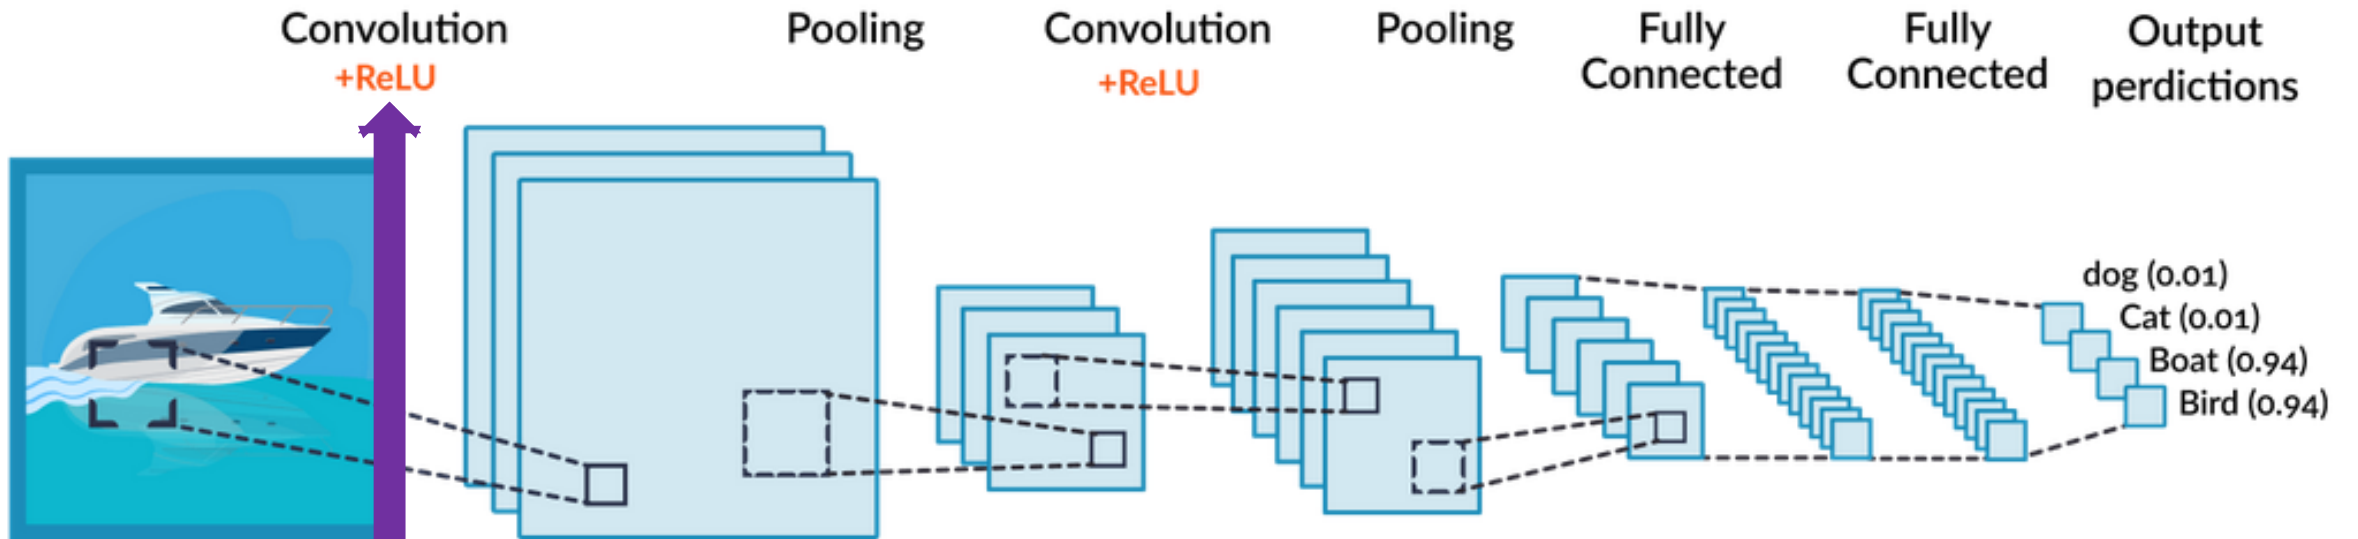 Convolution
+ReLU
Pooling
Convolution
+ReLU
Pooling
Fully
Connected
Fully
Connected
Output
perdictions
dog (0.01)
Cat (0.01)
Boat (0.94)
Bird (0.94)